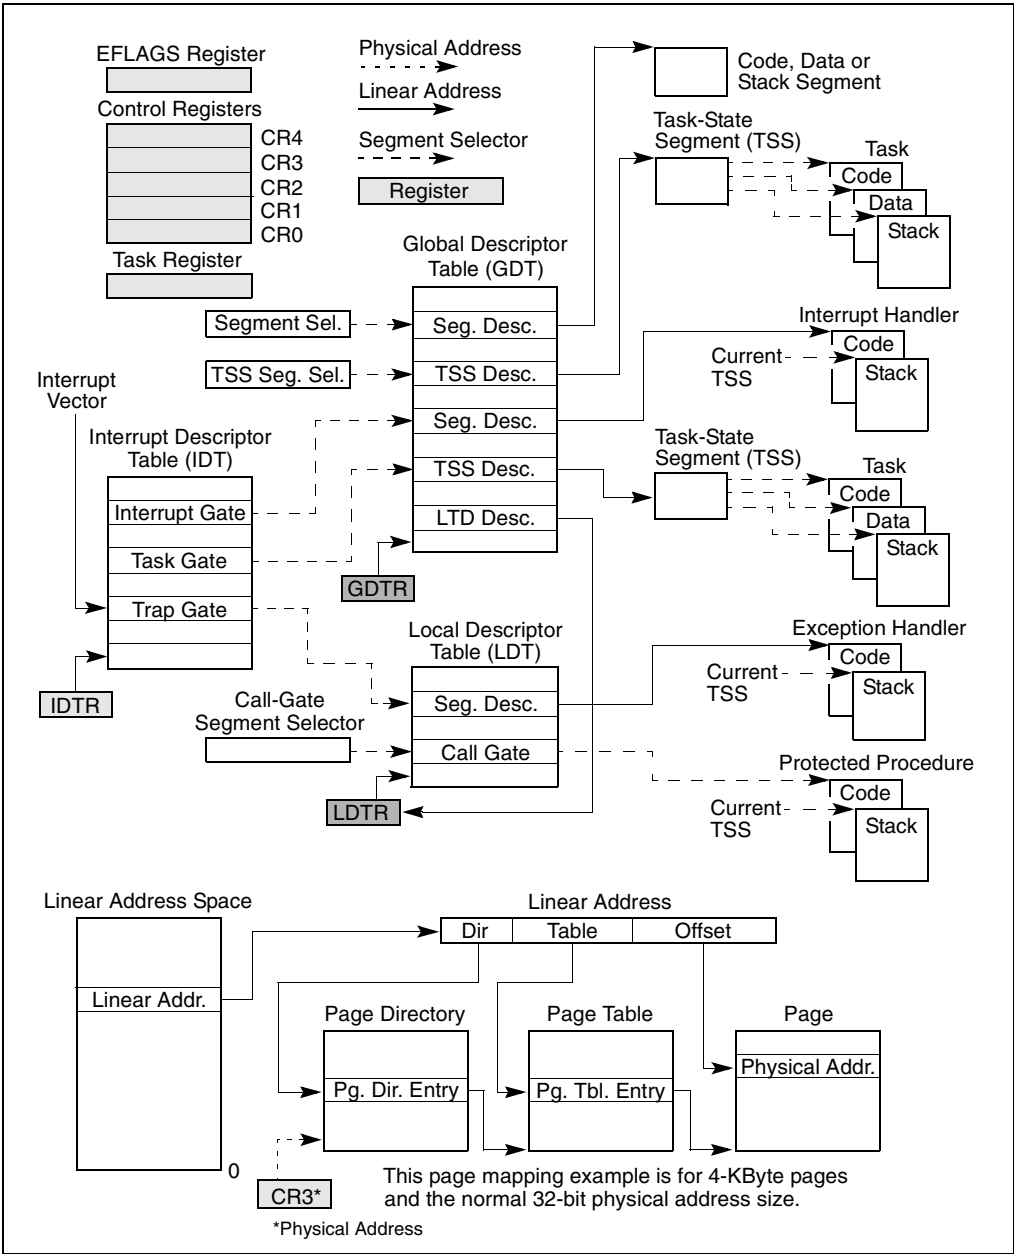 EFLAGS Register
Control Registers
CR4
CR3
CR2
CR1
CR0
Task Register
Physical Address
Linear Address
Segment Selector
Register
Code, Data or
Stack Segment
Task-State
Segment (TSS)
Task
Code
Data
Stack
Global Descriptor
Table (GDT)
Segment Sel.
Seg. Desc.
TSS Seg. Sel.
TSS Desc.
Seg. Desc.
TSS Desc.
LTD Desc.
GDTR
Interrupt Handler
Code
Current
TSS
Stack
Interrupt
Vector
Interrupt Descriptor
Table (IDT)
Interrupt Gate
Task Gate
Trap Gate
IDTR
Task-State
Segment (TSS)
Task
Code
Data
Stack
Local Descriptor
Table (LDT)
Seg. Desc.
Call Gate
Call-Gate
Segment Selector
LDTR
Exception Handler
Code
Current
TSS
Stack
Protected Procedure
Code
Current
TSS
Stack
Linear Address Space
Linear Addr.
0
Linear Address
Dir Table Offset
Page Directory
Pg. Dir. Entry
Page Table
Pg. Tbl. Entry
Page
Physical Addr.
CR3*
*Physical Address
This page mapping example is for 4-KByte pages
and the normal 32-bit physical address size.